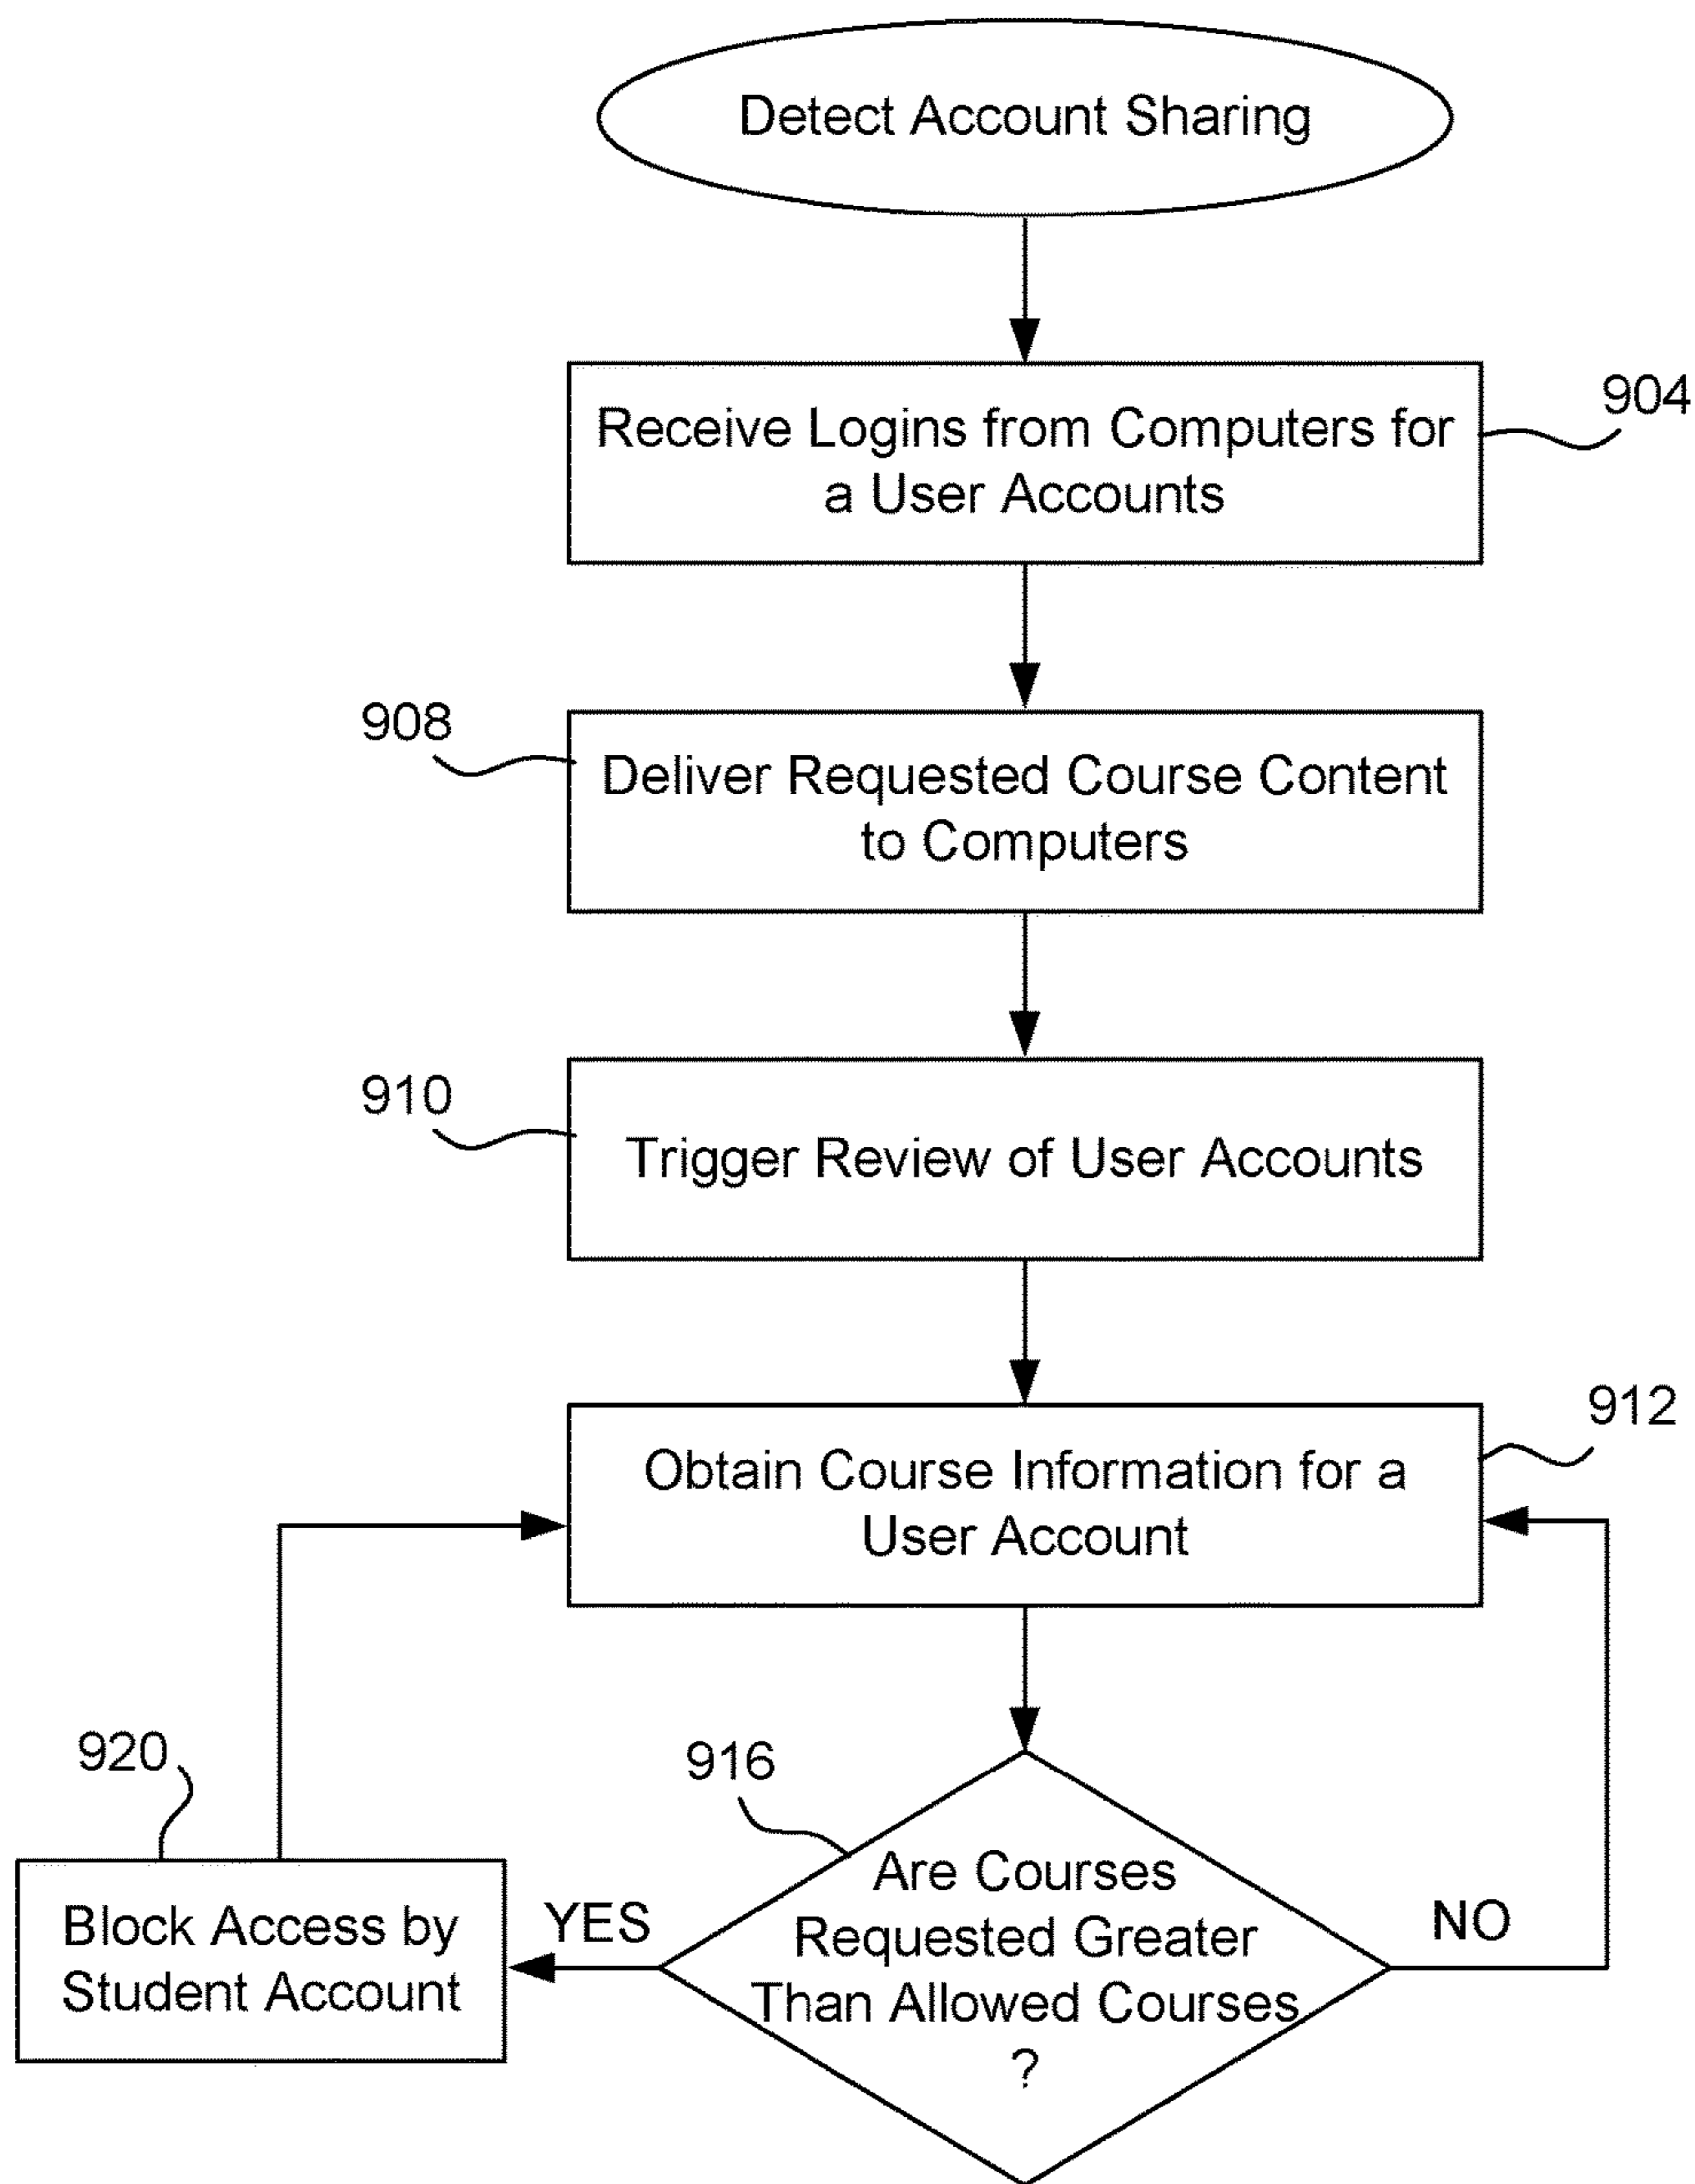 Detect Account Sharing
904
Receive Logins from Computers for
a User Accounts
908
Deliver Requested Course Content
to Computers
910
Trigger Review of User Accounts
912
Obtain Course Information for a
User Account
920
916
Block Access by
Student Account
YES
Are Courses
Requested Greater
Than Allowed Courses
?
NO